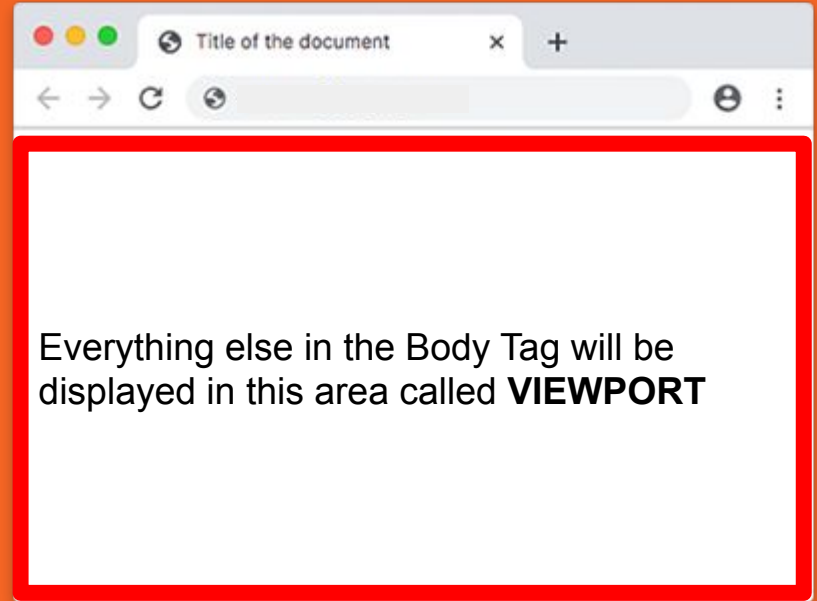 Title of the document
Everything else in the Body Tag will be
displayed in this area called VIEWPORT